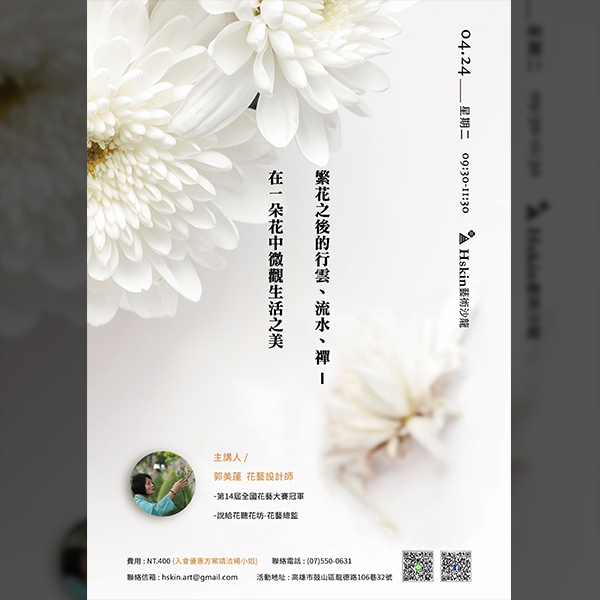 04.24 — 星期二 09:30-11:30 Hskin藝術沙龍
繁花之後的行雲、流水、禪－
在一朵花中微觀生活之美
主講人 /
郭美蓮 花藝設計師
-第14屆全國花藝大賽冠軍
-說給花聽花坊-花藝總監
費用 : NT.400 (入會優惠方案請洽楊小姐) 聯絡電話 : (07)550-0631
聯絡信箱 : hskin.art@gmail.com 活動地址 : 高雄市鼓山區龍德路106巷32號